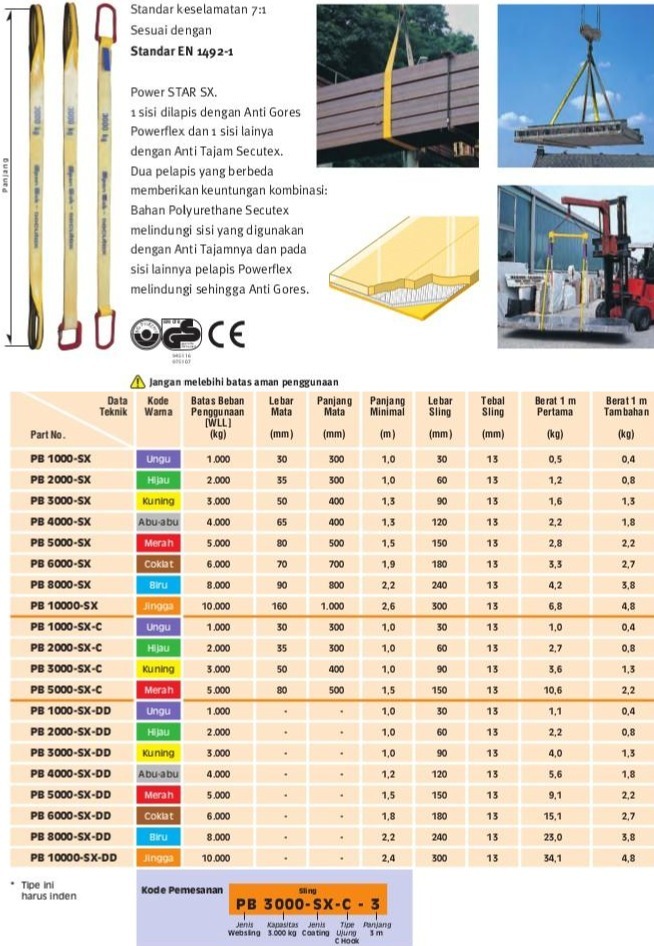 Standar keselamatan 7:1
Sesuai dengan
Standar EN 1492-1
Power STAR SX.
1 sisi dilapis dengan Anti Gores
Powerflex dan 1 sisi lainya
dengan Anti Tajam Secutex.
Dua pelapis yang berbeda
memberikan keuntungan kombinasi:
Bahan Polyurethane Secutex
melindungi sisi yang digunakan
dengan Anti Tajamnya dan pada
sisi lainnya pelapis Powerflex
melindungi sehingga Anti Gores.
Panjang
3000 kg
3000 kg
3000 kg
GS
CE
Jangan melebihi batas aman penggunaan
Data Teknik Part No. Kode Warna Batas Beban Penggunaan [WLL] (kg) Lebar Mata (mm) Panjang Mata (mm) Panjang Minimal (m) Lebar Sling (mm) Tebal Sling (mm) Berat 1 m Pertama (kg) Berat 1 m Tambahan (kg)
PB 1000-SX Ungu 1.000 30 300 1,0 30 13 0,5 0,4
PB 2000-SX Hijau 2.000 35 300 1,0 60 13 1,2 0,8
PB 3000-SX Kuning 3.000 50 400 1,3 90 13 1,6 1,3
PB 4000-SX Abu-abu 4.000 65 400 1,3 120 13 2,2 1,8
PB 5000-SX Merah 5.000 80 500 1,5 150 13 2,8 2,2
PB 6000-SX Coklat 6.000 70 700 1,9 180 13 3,3 2,7
PB 8000-SX Biru 8.000 90 800 2,2 240 13 4,2 3,8
PB 10000-SX Jingga 10.000 160 1.000 2,6 300 13 6,8 4,8
PB 1000-SX-C Ungu 1.000 30 300 1,0 30 13 1,0 0,4
PB 2000-SX-C Hijau 2.000 35 300 1,0 60 13 2,7 0,8
PB 3000-SX-C Kuning 3.000 50 400 1,0 90 13 3,6 1,3
PB 5000-SX-C Merah 5.000 80 500 1,5 150 13 10,6 2,2
PB 1000-SX-DD Ungu 1.000 - - 1,0 30 13 1,1 0,4
PB 2000-SX-DD Hijau 2.000 - - 1,0 60 13 2,2 0,8
PB 3000-SX-DD Kuning 3.000 - - 1,0 90 13 4,0 1,3
PB 4000-SX-DD Abu-abu 4.000 - - 1,2 120 13 5,6 1,8
PB 5000-SX-DD Merah 5.000 - - 1,5 150 13 9,1 2,2
PB 6000-SX-DD Coklat 6.000 - - 1,8 180 13 15,1 2,7
PB 8000-SX-DD Biru 8.000 - - 2,2 240 13 23,0 3,8
PB 10000-SX-DD Jingga 10.000 - - 2,4 300 13 34,1 4,8
* Tipe ini
harus inden
Kode Pemesanan
Sling
PB 3000-SX-C - 3
Jenis Kapasitas Jenis Tipe Panjang
Websling 3.000 kg Coating Ujung 3 m
C Hook